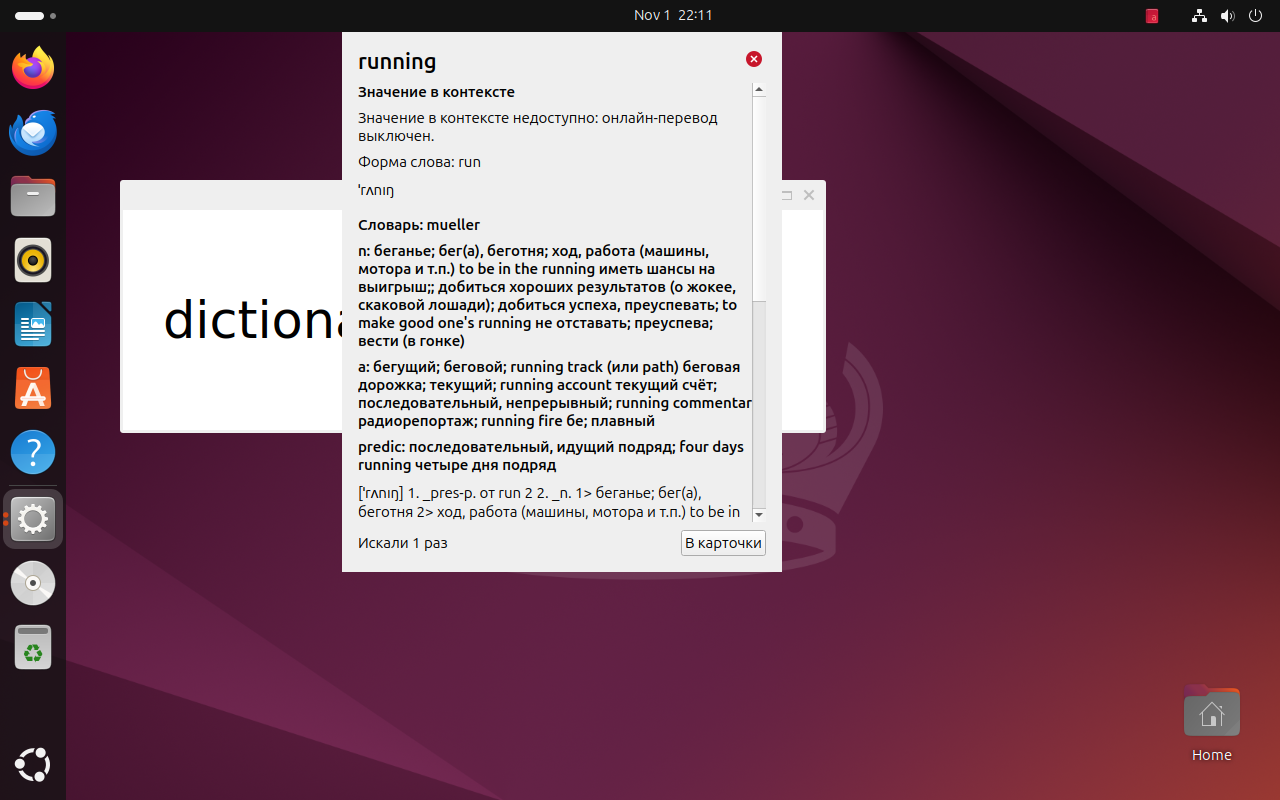 Nov 1 22:11
running
Значение в контексте
Значение в контексте недоступно: онлайн-перевод
выключен.
Форма слова: run
'rʌnıŋ
Словарь: mueller
n: беганье; бег(а), беготня; ход, работа (машины,
мотора и т.п.) to be in the running иметь шансы на
выигрыш;; добиться хороших результатов (о жокее,
скаковой лошади); добиться успеха, преуспевать; to
make good one's running не отставать; преуспева;
вести (в гонке)
a: бегущий; беговой; running track (или path) беговая
дорожка; текущий; running account текущий счёт;
последовательный, непрерывный; running commentar
радиорепортаж; running fire бе; плавный
predic: последовательный, идущий подряд; four days
running четыре дня подряд
['rʌnıŋ] 1. _pres-p. от run 2 2. _n. 1> беганье; бег(а),
беготня 2> ход, работа (машины, мотора и т.п.) to be in
Искали 1 раз
В карточки
dictiona
Home